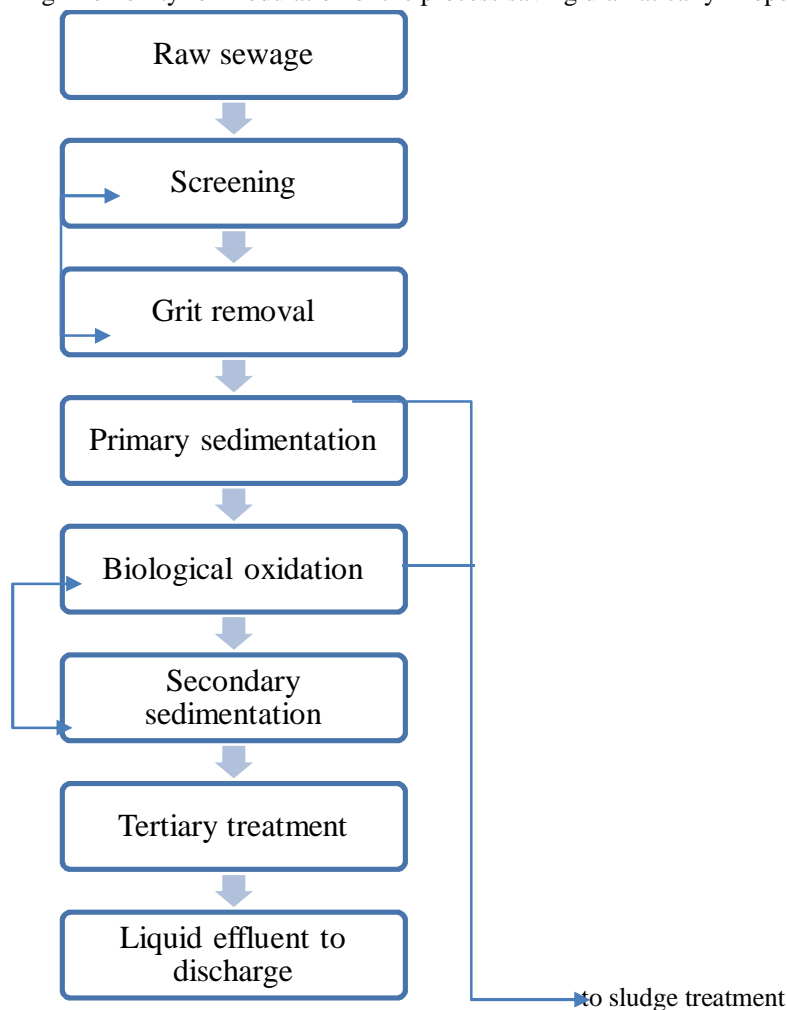 Raw sewage
Screening
Grit removal
Primary sedimentation
Biological oxidation
Secondary
sedimentation
Tertiary treatment
Liquid effluent to
discharge
to sludge treatment